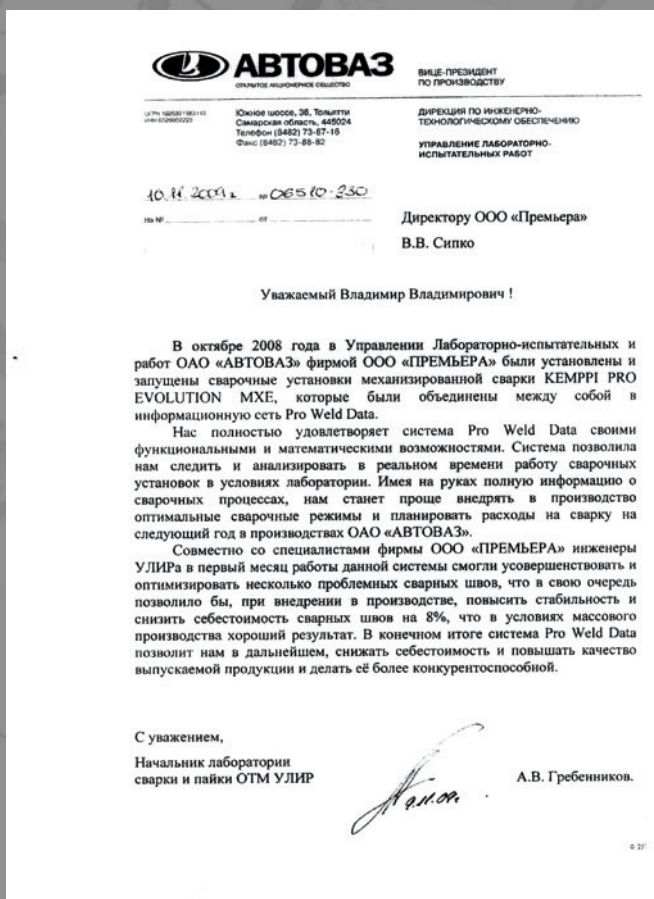 АВТОВАЗ
ОТКРЫТОЕ АКЦИОНЕРНОЕ ОБЩЕСТВО
ВИЦЕ-ПРЕЗИДЕНТ
ПО ПРОИЗВОДСТВУ
Южное шоссе, 36, Тольятти
Самарская область, 445024
Телефон (8482) 73-87-16
Факс (8482) 73-88-82
ДИРЕКЦИЯ ПО ИНЖЕНЕРНО-
ТЕХНОЛОГИЧЕСКОМУ ОБЕСПЕЧЕНИЮ
УПРАВЛЕНИЕ ЛАБОРАТОРНО-
ИСПЫТАТЕЛЬНЫХ РАБОТ
10.11.2009г. № 06510-330
На № от
Директору ООО «Премьера»
В.В. Сипко
Уважаемый Владимир Владимирович !
В октябре 2008 года в Управлении Лабораторно-испытательных и
работ ОАО «АВТОВАЗ» фирмой ООО «ПРЕМЬЕРА» были установлены и
запущены сварочные установки механизированной сварки KEMPPI PRO
EVOLUTION MXE, которые были объединены между собой в
информационную сеть Pro Weld Data.
Нас полностью удовлетворяет система Pro Weld Data своими
функциональными и математическими возможностями. Система позволила
нам следить и анализировать в реальном времени работу сварочных
установок в условиях лаборатории. Имея на руках полную информацию о
сварочных процессах, нам станет проще внедрять в производство
оптимальные сварочные режимы и планировать расходы на сварку на
следующий год в производствах ОАО «АВТОВАЗ».
Совместно со специалистами фирмы ООО «ПРЕМЬЕРА» инженеры
УЛИРа в первый месяц работы данной системы смогли усовершенствовать и
оптимизировать несколько проблемных сварных швов, что в свою очередь
позволило бы, при внедрении в производстве, повысить стабильность и
снизить себестоимость сварных швов на 8%, что в условиях массового
производства хороший результат. В конечном итоге система Pro Weld Data
позволит нам в дальнейшем, снижать себестоимость и повышать качество
выпускаемой продукции и делать её более конкурентоспособной.
С уважением,
Начальник лаборатории
сварки и пайки ОТМ УЛИР
А.В. Гребенников.
9.11.09г.